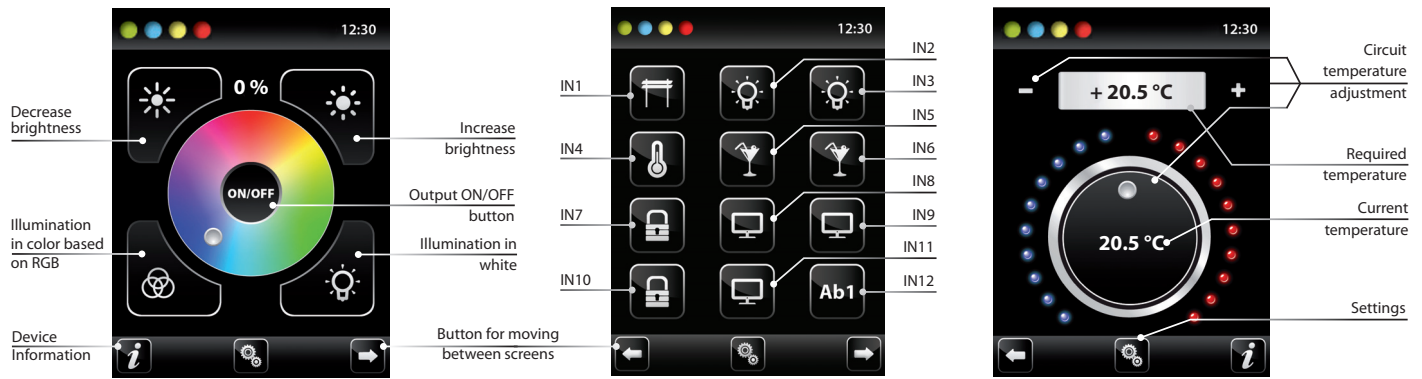 12:30
0 %
Decrease
brightness
Increase
brightness
ON/OFF
Output ON/OFF
button
Illumination
in color based
on RGB
Illumination in
white
Device
Information
i
Button for moving
between screens
12:30
IN1
IN2
IN3
IN4
IN5
IN6
IN7
IN8
IN9
IN10
IN11
IN12
Ab1
12:30
Circuit
temperature
adjustment
− + 20.5 °C +
Required
temperature
Current
temperature
20.5 °C
Settings
i